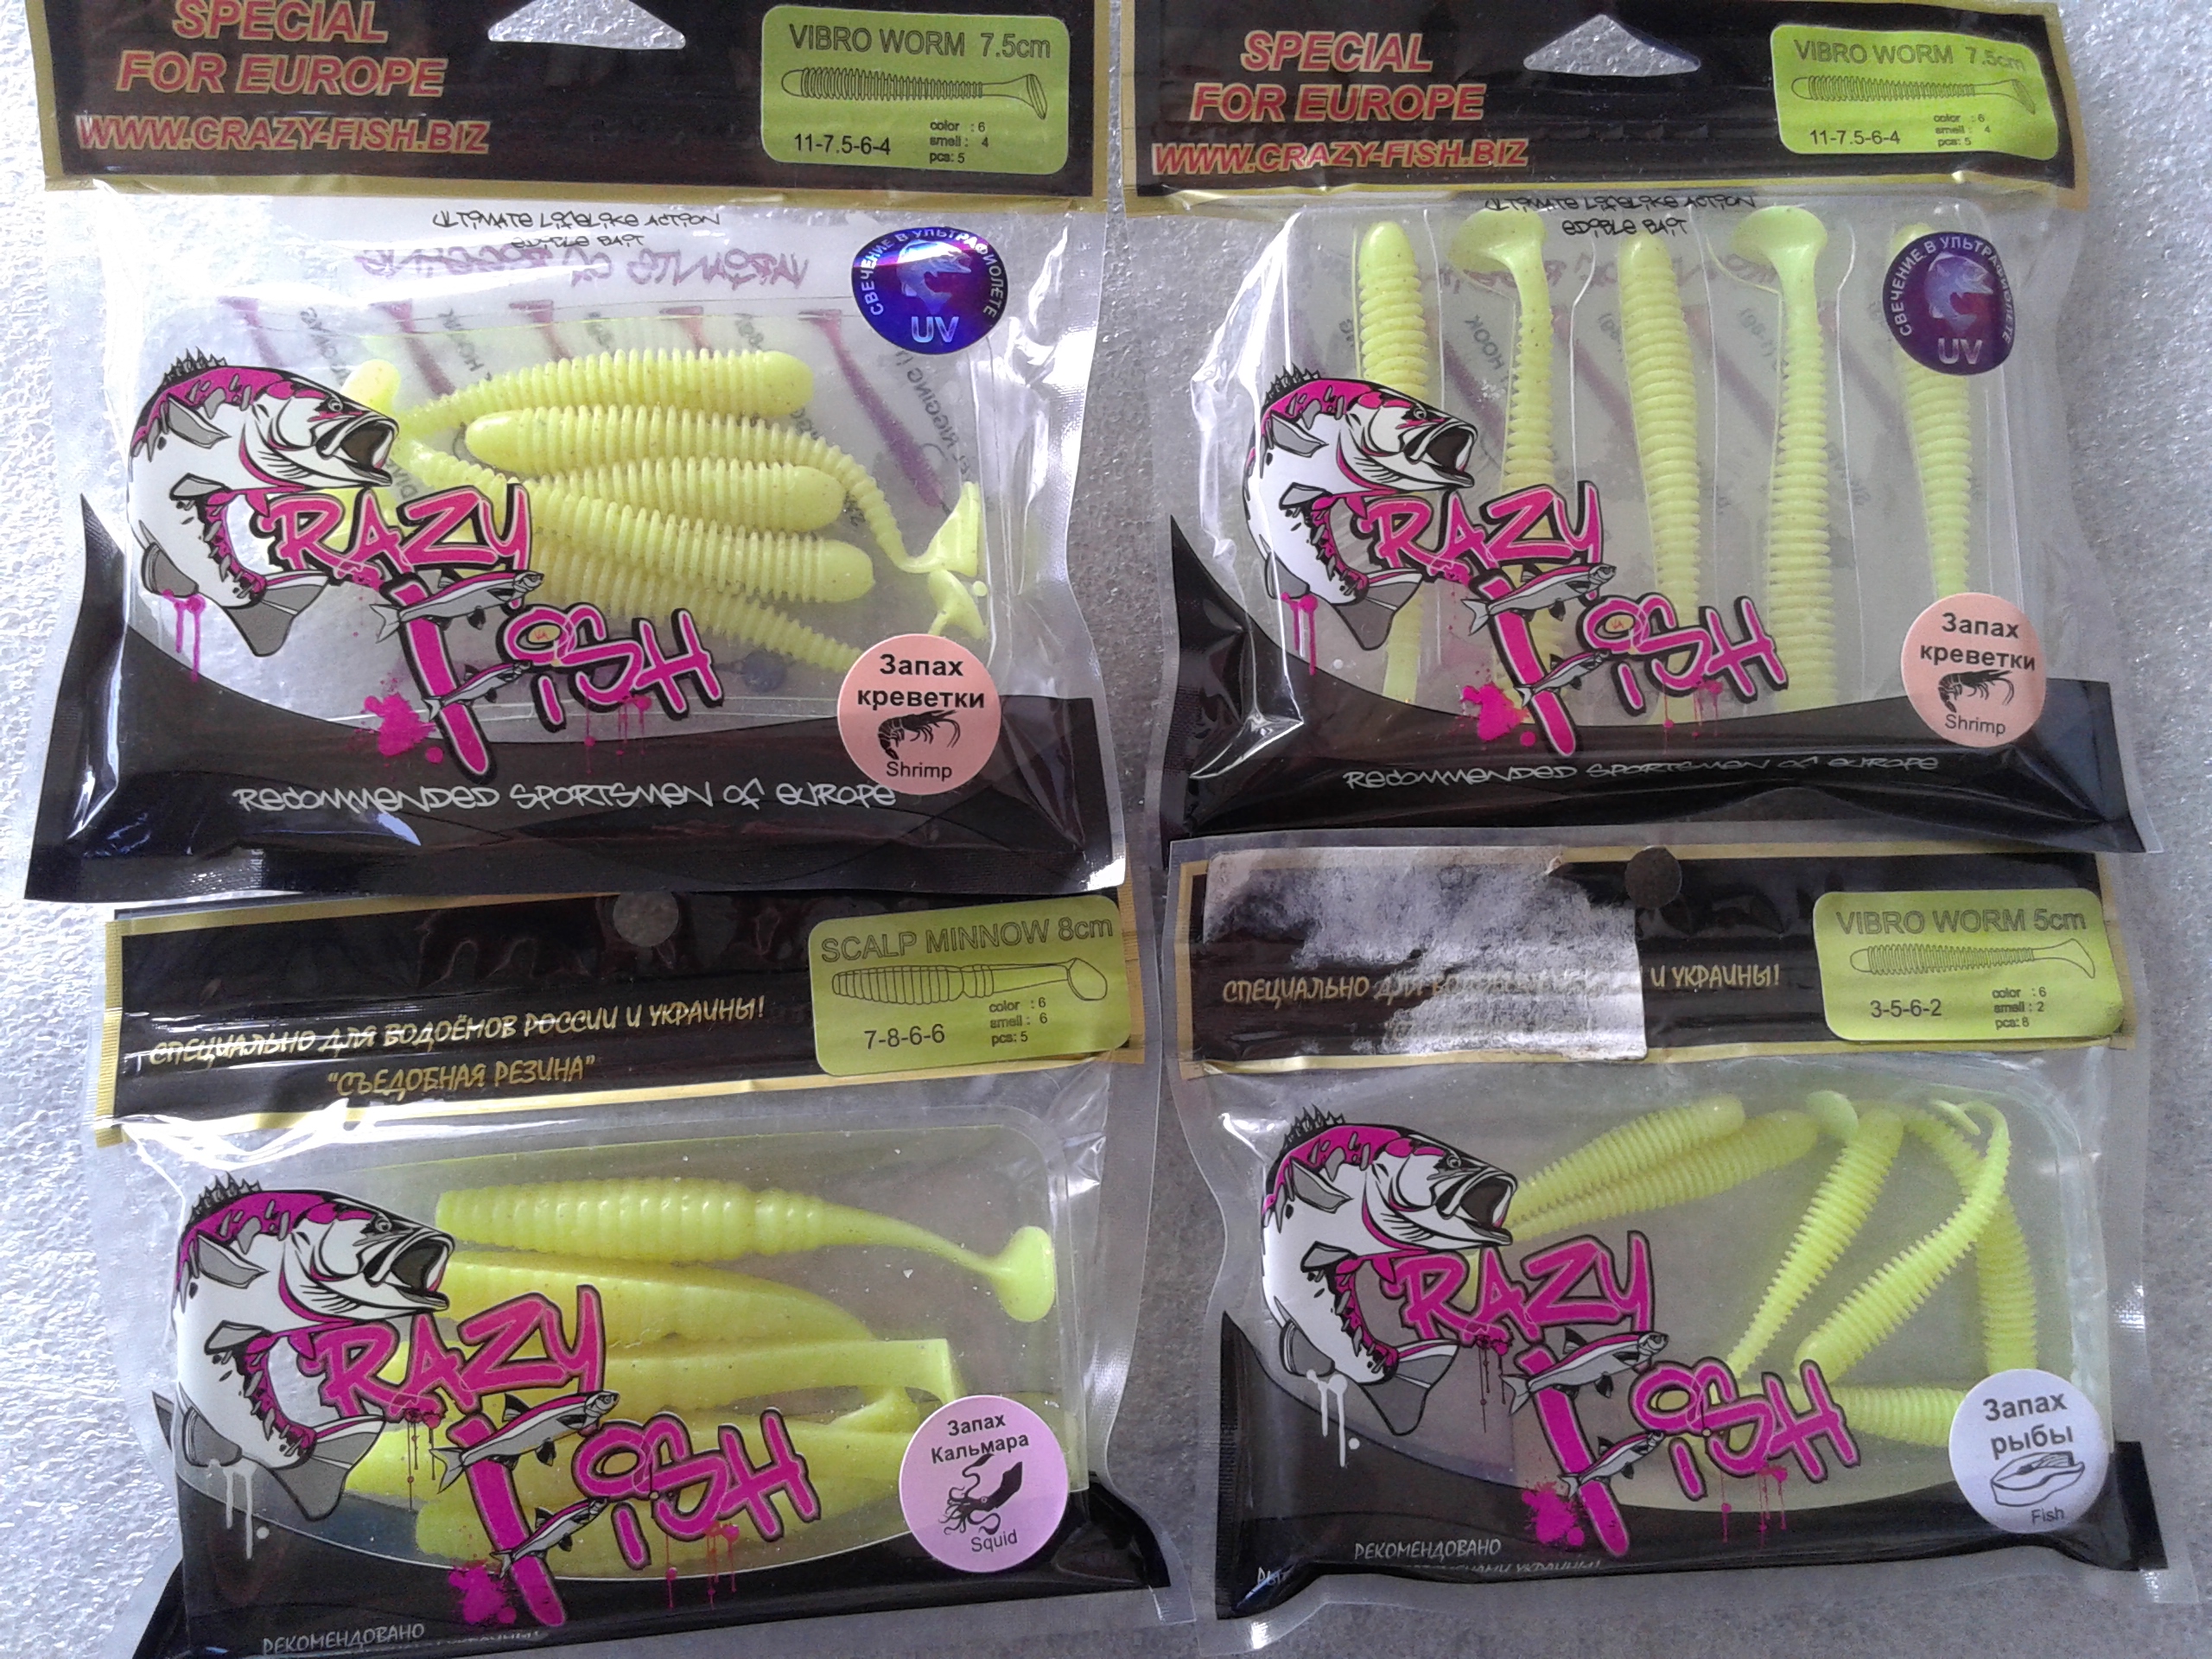 SPECIAL
FOR EUROPE
WWW.CRAZY-FISH.BIZ
VIBRO WORM 7.5cm
11-7.5-6-4
color : 6
smell : 4
pcs: 5
ULTIMATE LIFELIKE ACTION
EDIBLE BAIT
СВЕЧЕНИЕ В УЛЬТРАФИОЛЕТЕ
UV
CRAZY
FISH
Запах
креветки
Shrimp
RECOMMENDED SPORTSMEN OF EUROPE
SPECIAL
FOR EUROPE
WWW.CRAZY-FISH.BIZ
VIBRO WORM 7.5cm
11-7.5-6-4
color : 6
smell : 4
pcs: 5
ULTIMATE LIFELIKE ACTION
EDIBLE BAIT
HOOK
СВЕЧЕНИЕ В УЛЬТРАФИОЛЕТЕ
UV
CRAZY
FISH
Запах
креветки
Shrimp
RECOMMENDED SPORTSMEN OF EUROPE
СПЕЦИАЛЬНО ДЛЯ ВОДОЁМОВ РОССИИ И УКРАИНЫ!
"СЪЕДОБНАЯ РЕЗИНА"
SCALP MINNOW 8cm
7-8-6-6
color : 6
smell : 6
pcs: 5
CRAZY
FISH
Запах
Кальмара
Squid
РЕКОМЕНДОВАНО
СПЕЦИАЛЬНО ДЛЯ И УКРАИНЫ!
VIBRO WORM 5cm
3-5-6-2
color : 6
smell : 2
pcs: 8
CRAZY
FISH
Запах
рыбы
Fish
РЕКОМЕНДОВАНО